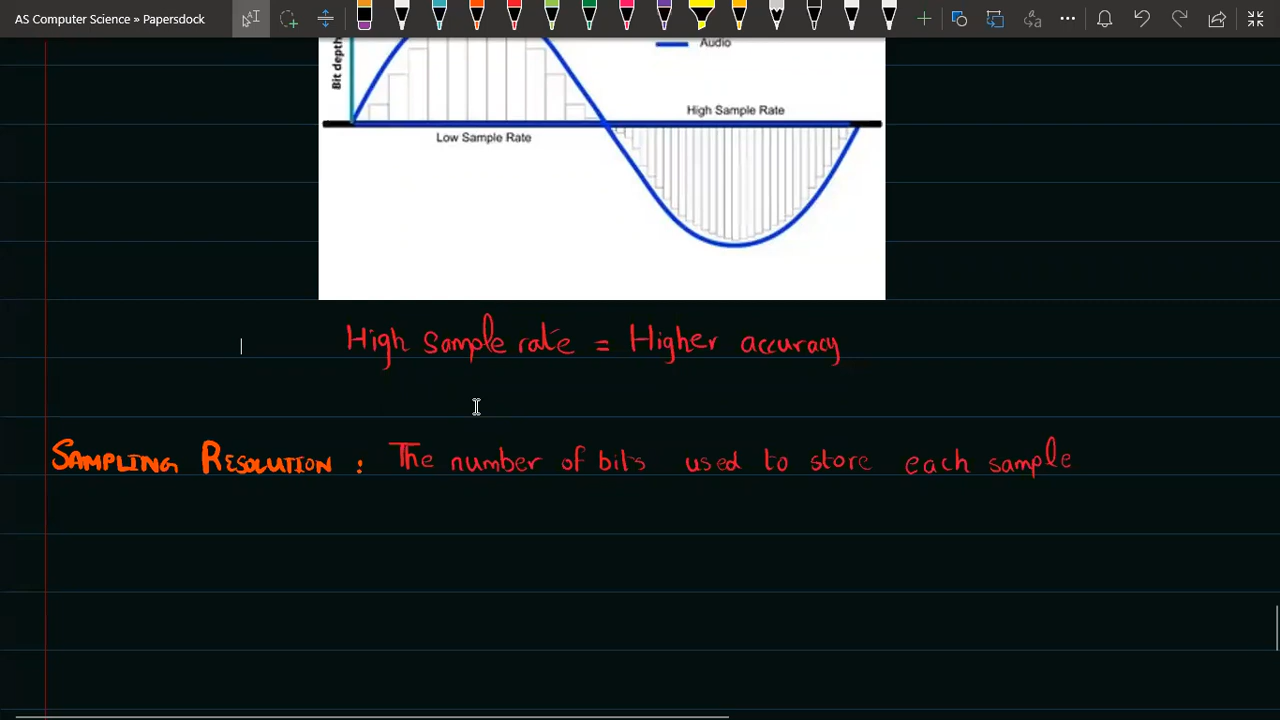 AS Computer Science » Papersdock
Bit depth
Audio
High Sample Rate
Low Sample Rate
High sample rate = Higher accuracy
SAMPLING RESOLUTION : The number of bits used to store each sample